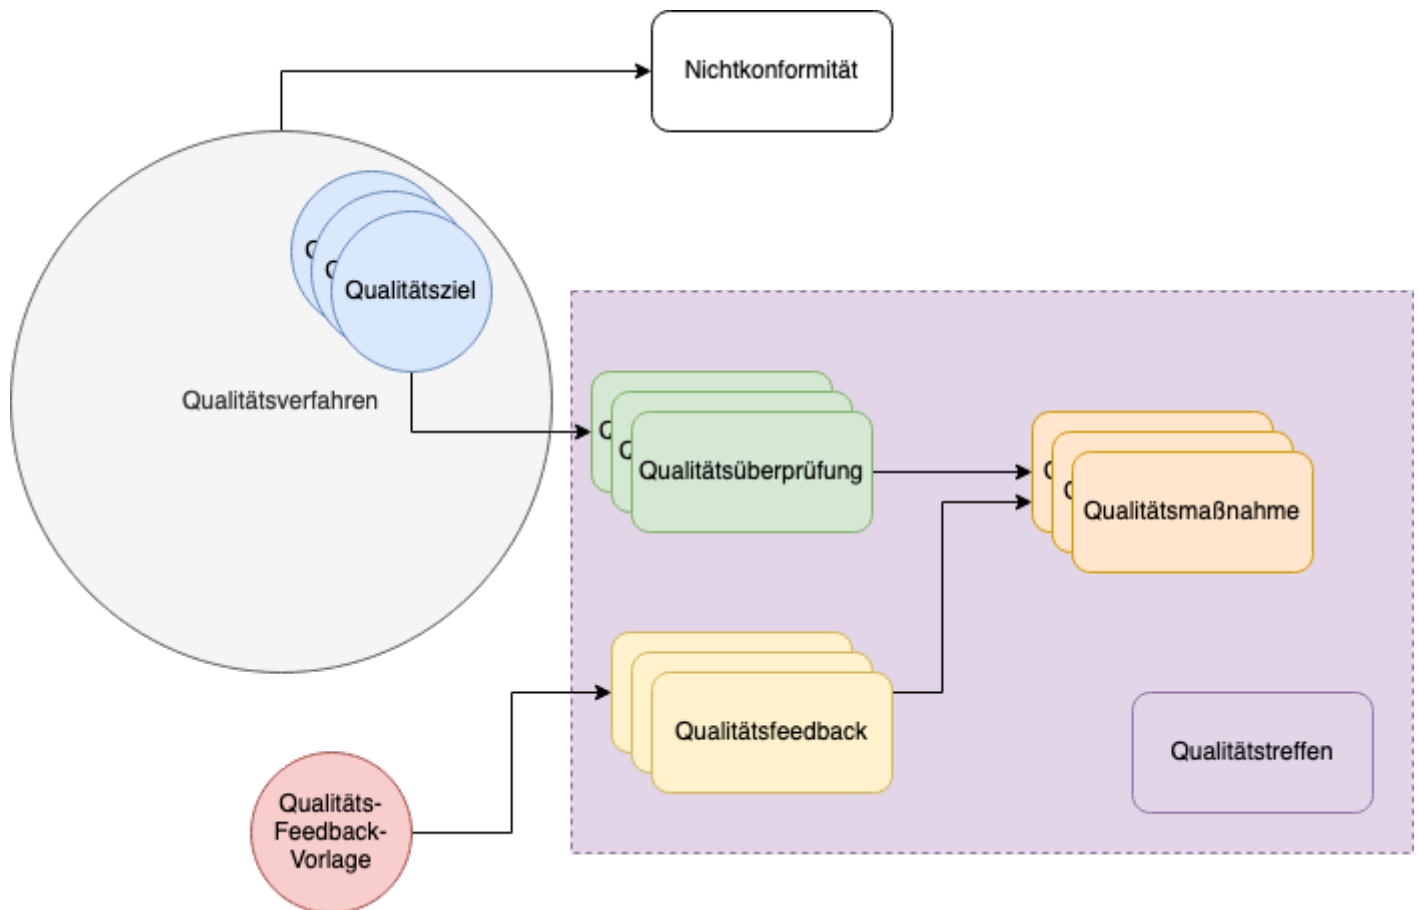 Nichtkonformität
Qualitätsziel
Qualitätsverfahren
Qualitätsüberprüfung
Qualitätsmaßnahme
Qualitätsfeedback
Qualitätstreffen
Qualitäts-
Feedback-
Vorlage